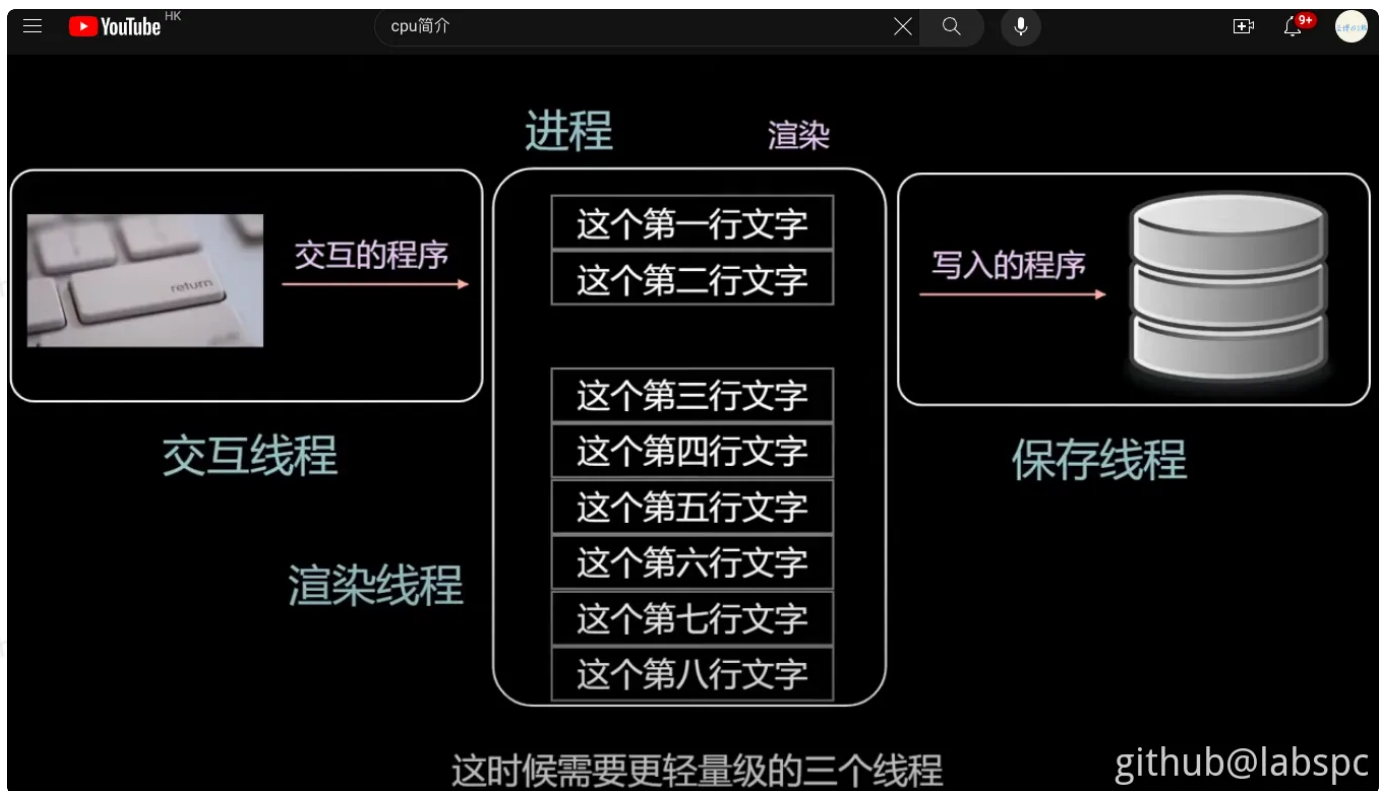 YouTube HK
cpu简介
9+
进程
渲染
return
交互的程序
交互线程
渲染线程
这个第一行文字
这个第二行文字
这个第三行文字
这个第四行文字
这个第五行文字
这个第六行文字
这个第七行文字
这个第八行文字
写入的程序
保存线程
这时候需要更轻量级的三个线程
github@labspc